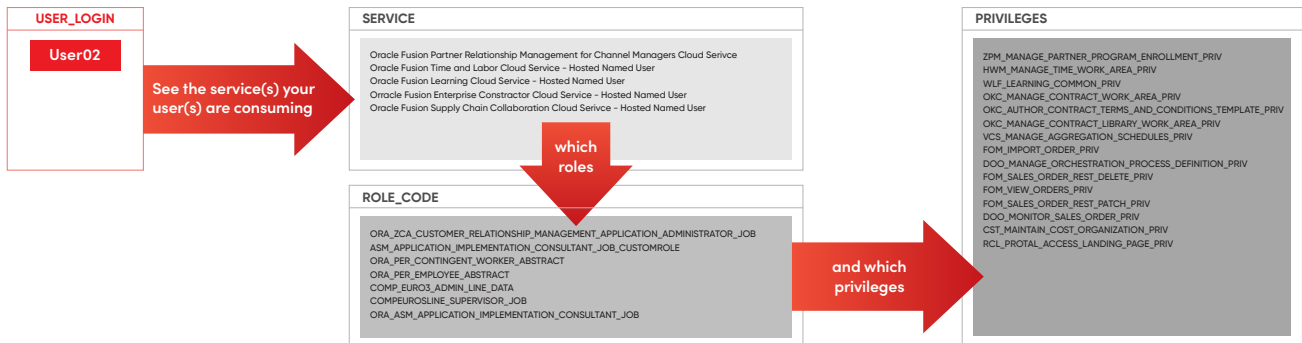 USER_LOGIN
User02
See the service(s) your
user(s) are consuming
SERVICE
Oracle Fusion Partner Relationship Management for Channel Managers Cloud Serivce
Oracle Fusion Time and Labor Cloud Service - Hosted Named User
Oracle Fusion Learning Cloud Service - Hosted Named User
Orracle Fusion Enterprise Constractor Cloud Service - Hosted Named User
Oracle Fusion Supply Chain Collaboration Cloud Serivce - Hosted Named User
which
roles
ROLE_CODE
ORA_ZCA_CUSTOMER_RELATIONSHIP_MANAGEMENT_APPLICATION_ADMINISTRATOR_JOB
ASM_APPLICATION_IMPLEMENTATION_CONSULTANT_JOB_CUSTOMROLE
ORA_PER_CONTINGENT_WORKER_ABSTRACT
ORA_PER_EMPLOYEE_ABSTRACT
COMP_EURO3_ADMIN_LINE_DATA
COMPEUROSLINE_SUPERVISOR_JOB
ORA_ASM_APPLICATION_IMPLEMENTATION_CONSULTANT_JOB
and which
privileges
PRIVILEGES
ZPM_MANAGE_PARTNER_PROGRAM_ENROLLMENT_PRIV
HWM_MANAGE_TIME_WORK_AREA_PRIV
WLF_LEARNING_COMMON_PRIV
OKC_MANAGE_CONTRACT_WORK_AREA_PRIV
OKC_AUTHOR_CONTRACT_TERMS_AND_CONDITIONS_TEMPLATE_PRIV
OKC_MANAGE_CONTRACT_LIBRARY_WORK_AREA_PRIV
VCS_MANAGE_AGGREGATION_SCHEDULES_PRIV
FOM_IMPORT_ORDER_PRIV
DOO_MANAGE_ORCHESTRATION_PROCESS_DEFINITION_PRIV
FOM_SALES_ORDER_REST_DELETE_PRIV
FOM_VIEW_ORDERS_PRIV
FOM_SALES_ORDER_REST_PATCH_PRIV
DOO_MONITOR_SALES_ORDER_PRIV
CST_MAINTAIN_COST_ORGANIZATION_PRIV
RCL_PROTAL_ACCESS_LANDING_PAGE_PRIV